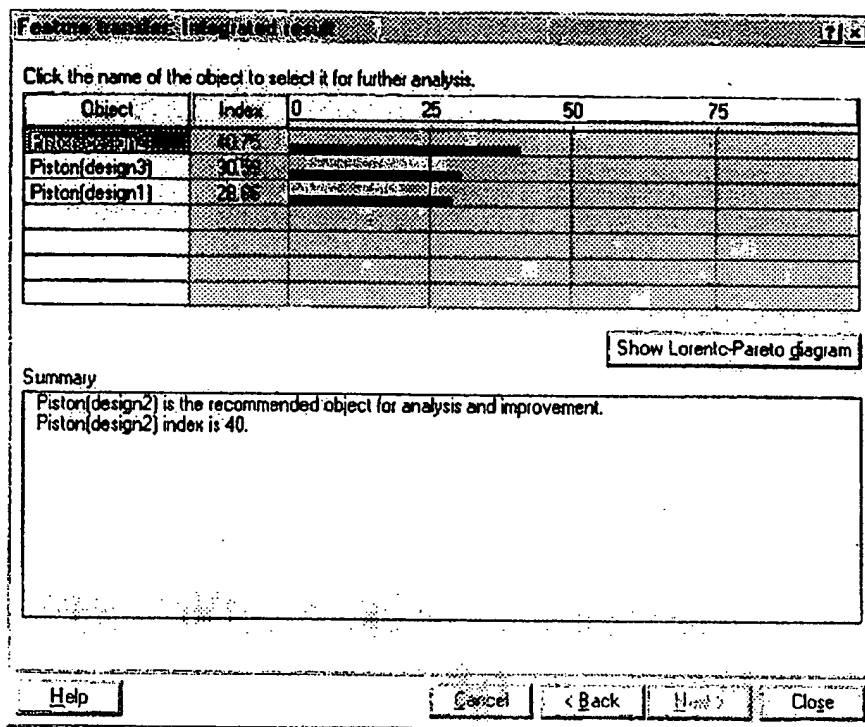 Feature transfer. Integrated result
Click the name of the object to select it for further analysis.
Object Index 0 25 50 75
Piston(design2) 40.75
Piston(design3) 30.59
Piston(design1) 28.66
Show Lorentc-Pareto diagram
Summary
Piston(design2) is the recommended object for analysis and improvement.
Piston(design2) index is 40.
Help Cancel < Back Next > Close